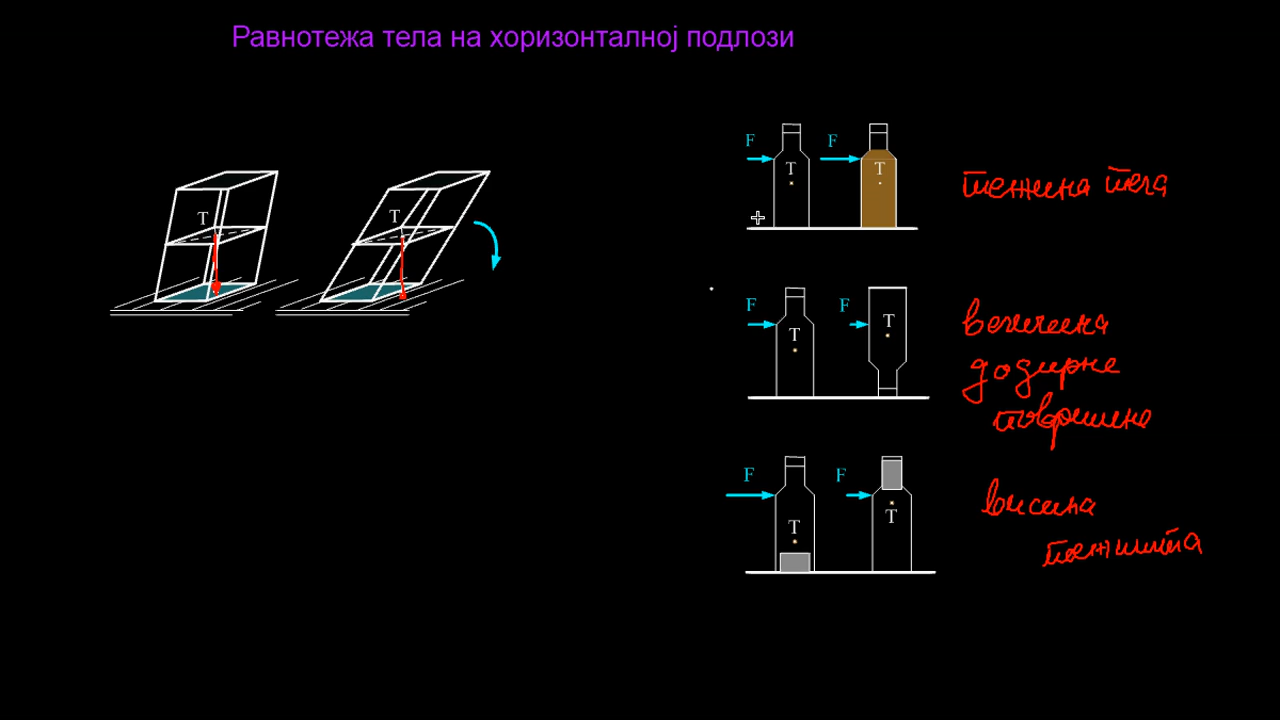 Равнотежа тела на хоризонталној подлози
T
T
F
F
T
T
тежина тела
F
F
T
T
величина
додирне
површине
F
F
T
T
висина
тежишта